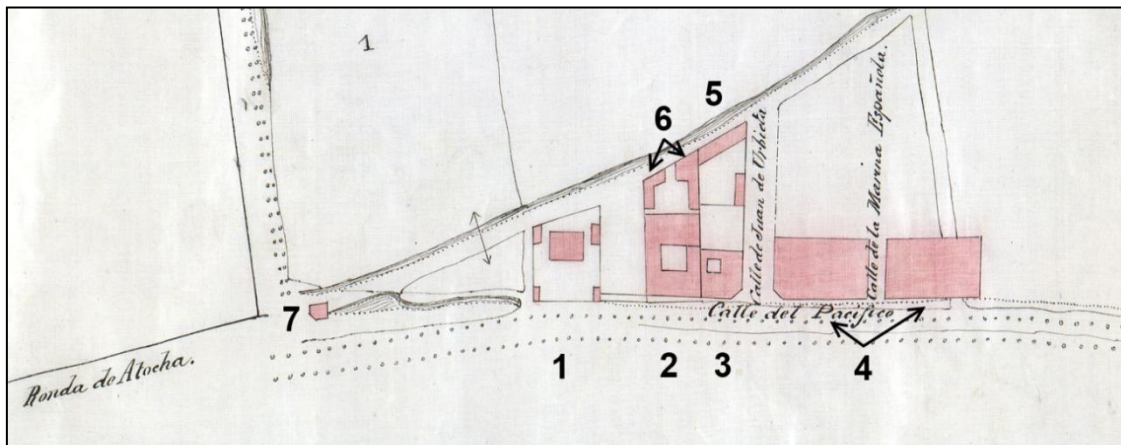 1
5
6
Calle de Juan de Urbieta
Calle de la Marina Española.
7
Calle del Pacifico
Ronda de Atocha.
1
2
3
4